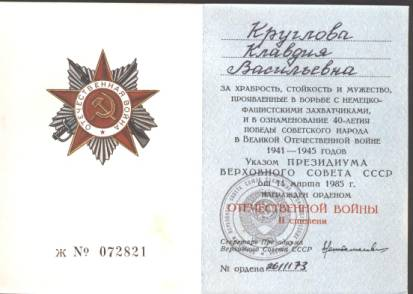 ОТЕЧЕСТВЕННАЯ ВОЙНА
Ж № 072821
Круглова
Клавдия
Васильевна
ЗА ХРАБРОСТЬ, СТОЙКОСТЬ И МУЖЕСТВО,
ПРОЯВЛЕННЫЕ В БОРЬБЕ С НЕМЕЦКО-
ФАШИСТСКИМИ ЗАХВАТЧИКАМИ,
И В ОЗНАМЕНОВАНИЕ 40-ЛЕТИЯ
ПОБЕДЫ СОВЕТСКОГО НАРОДА
В ВЕЛИКОЙ ОТЕЧЕСТВЕННОЙ ВОЙНЕ
1941—1945 ГОДОВ
Указом ПРЕЗИДИУМА
ВЕРХОВНОГО СОВЕТА СССР
от 11 марта 1985 г.
НАГРАЖДЕН ОРДЕНОМ
ОТЕЧЕСТВЕННОЙ ВОЙНЫ
II степени
Секретарь Президиума
Верховного Совета СССР
№ ордена 2611173